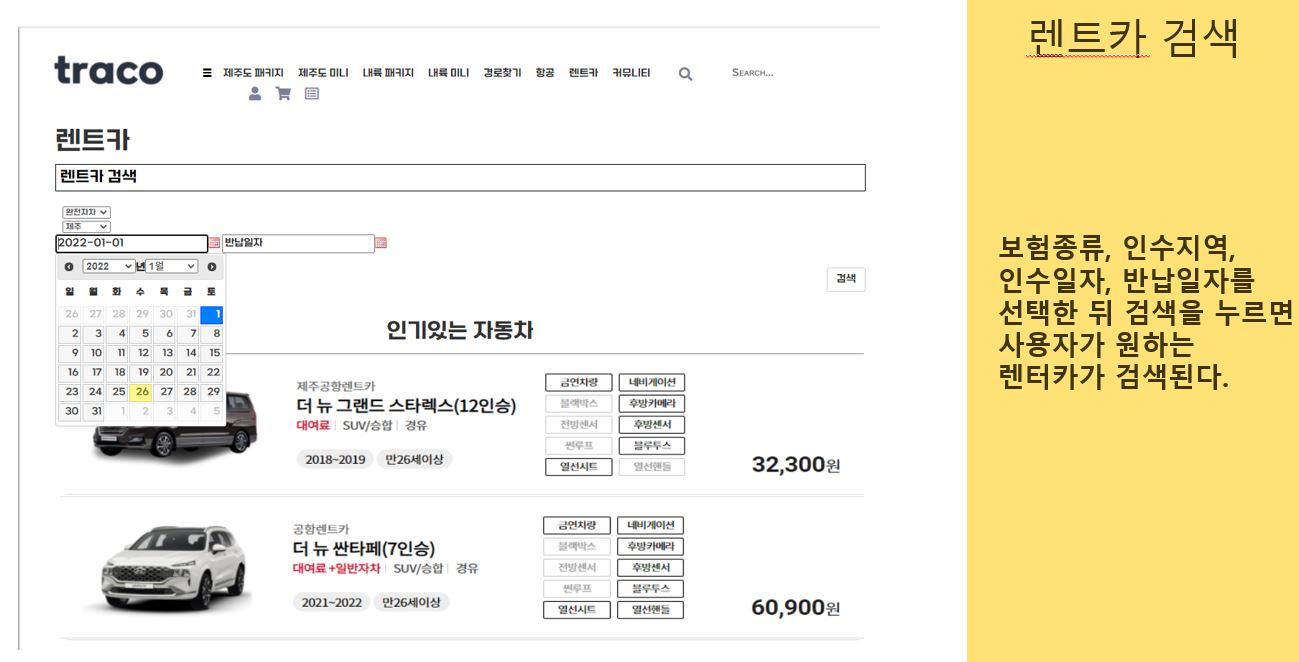 traco
☰ 제주도 패키지 제주도 미니 내륙 패키지 내륙 미니 경로찾기 항공 렌트카 커뮤니티 SEARCH...
렌트카
렌트카 검색
완전자차
제주
2022-01-01 반납일자
2022 년 1월
일 월 화 수 목 금 토
26 27 28 29 30 31 1
2 3 4 5 6 7 8
9 10 11 12 13 14 15
16 17 18 19 20 21 22
23 24 25 26 27 28 29
30 31 1 2 3 4 5
검색
인기있는 자동차
제주공항렌트카
더 뉴 그랜드 스타렉스(12인승)
대여료 | SUV/승합 | 경유
2018~2019 만26세이상
금연차량 네비게이션
블랙박스 후방카메라
전방센서 후방센서
썬루프 블루투스
열선시트 열선핸들
32,300원
공항렌트카
더 뉴 싼타페(7인승)
대여료+일반자차 | SUV/승합 | 경유
2021~2022 만26세이상
금연차량 네비게이션
블랙박스 후방카메라
전방센서 후방센서
썬루프 블루투스
열선시트 열선핸들
60,900원
렌트카 검색
보험종류, 인수지역,
인수일자, 반납일자를
선택한 뒤 검색을 누르면
사용자가 원하는
렌터카가 검색된다.